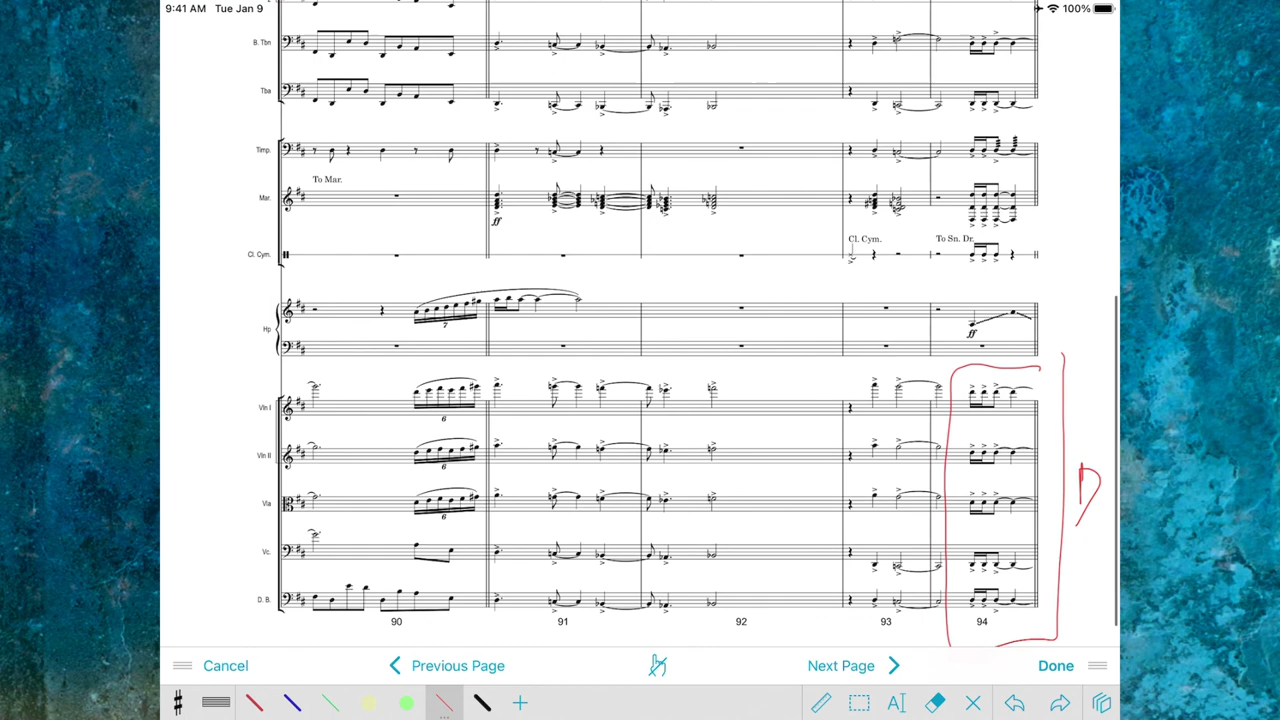 9:41 AM Tue Jan 9
100%
B. Tbn
Tba
Timp.
To Mar.
Mar.
ff
Cl. Cym.
To Sn. Dr.
Cl. Cym.
Hp
7
ff
Vln I
6
Vln II
6
Vla
6
Vc.
D. B.
90 91 92 93 94
D
Cancel Previous Page Next Page Done
AI